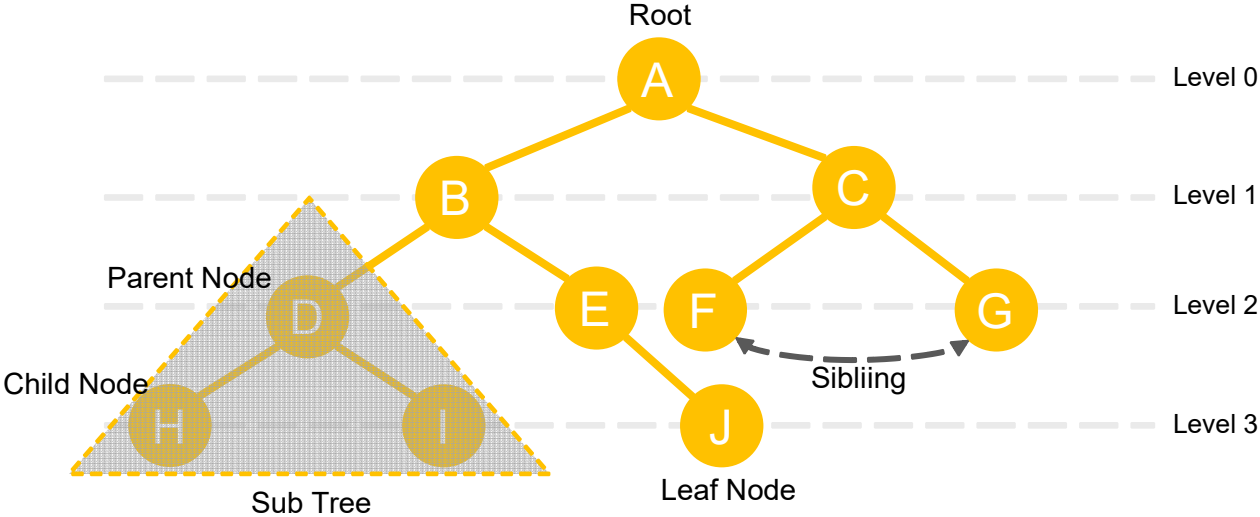 Root
A
Level 0
B
C
Level 1
Parent Node
D
E
F
G
Level 2
Child Node
Sibliing
H
I
J
Level 3
Sub Tree
Leaf Node